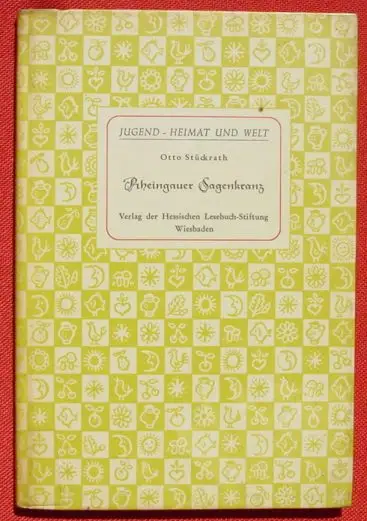 JUGEND - HEIMAT UND WELT
Otto Stückrath
Rheingauer Sagenkranz
Verlag der Hessischen Lesebuch-Stiftung
Wiesbaden